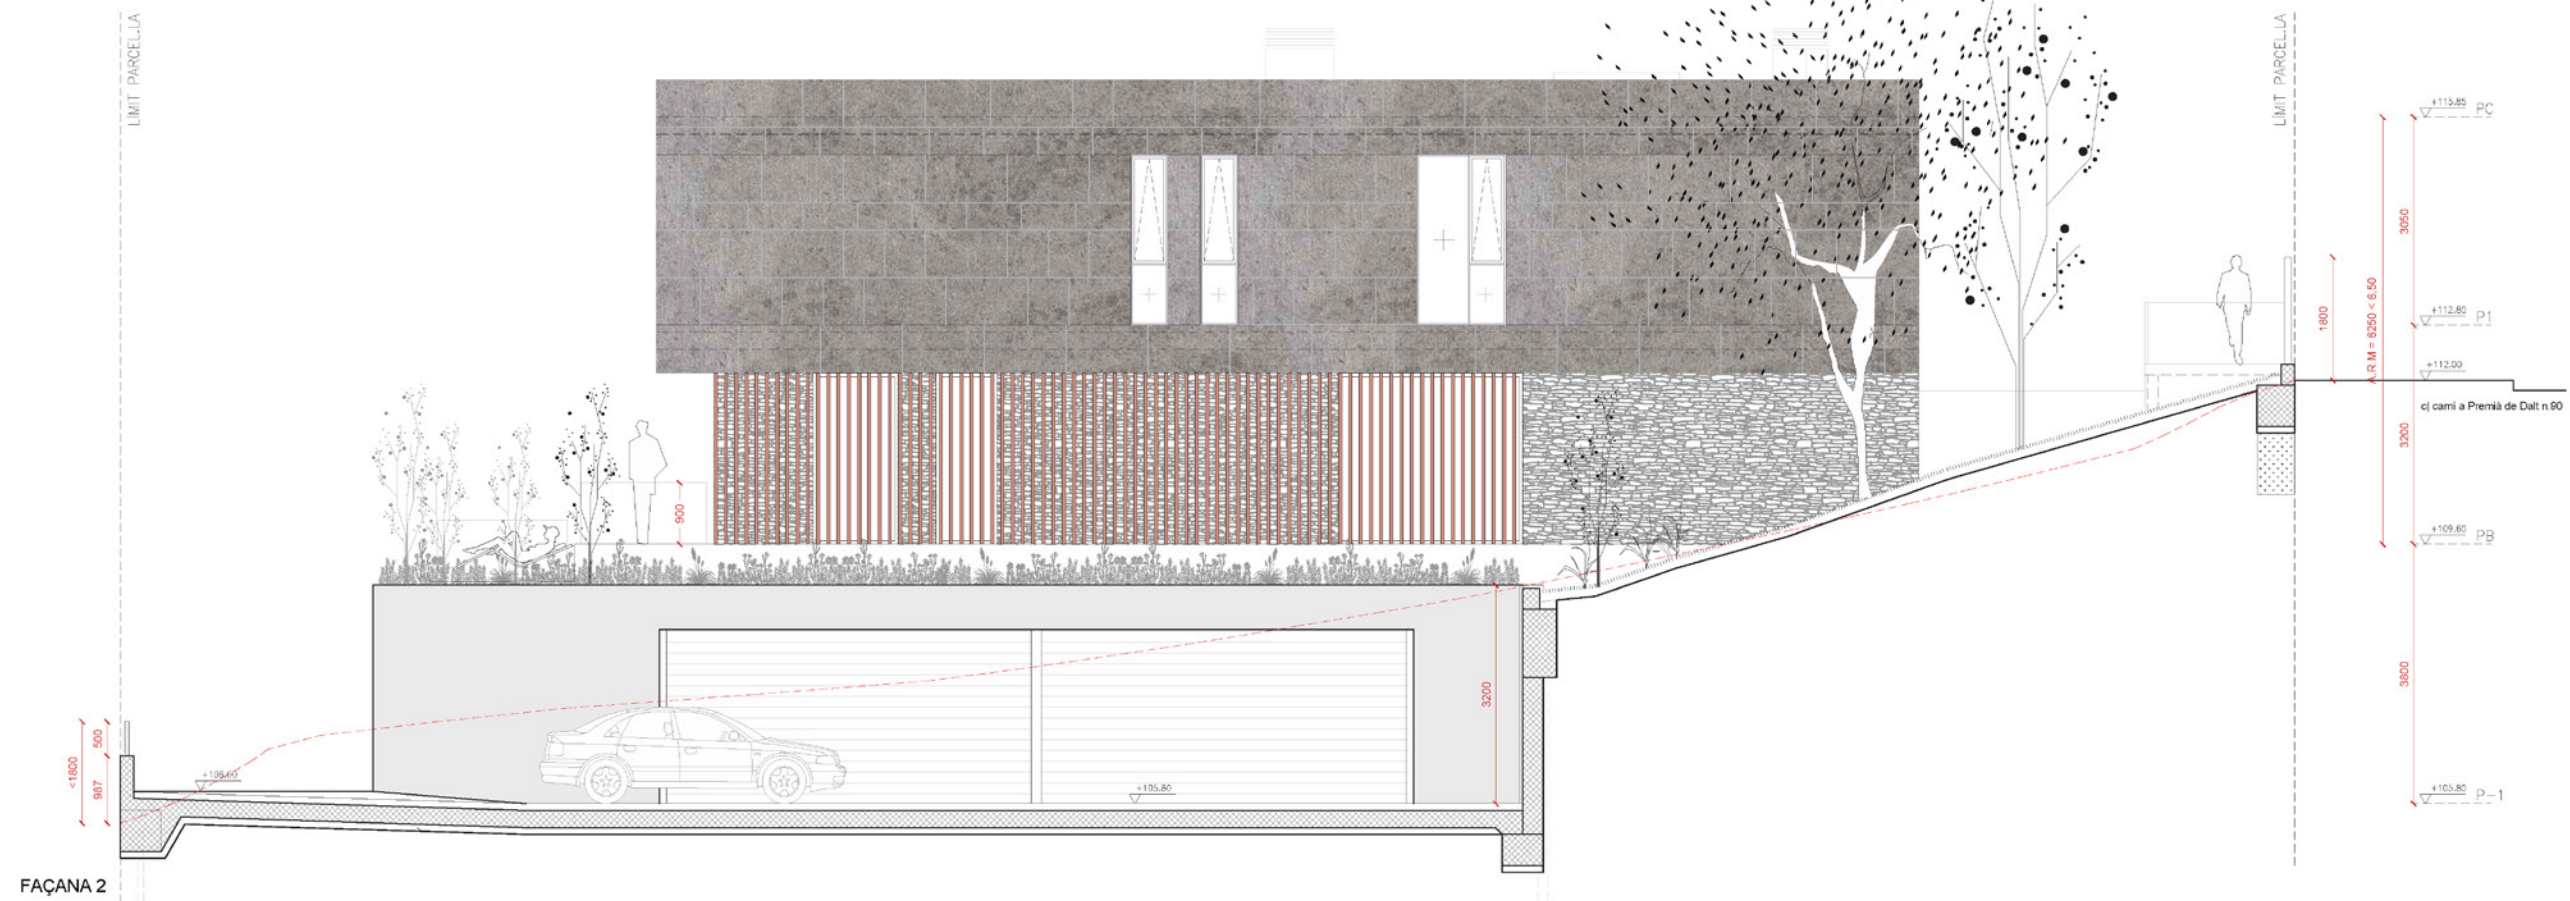 LÍMIT PARCEL.LA
LÍMIT PARCEL.LA
+115.85 PC
3050
A.R.M = 6250 < 6.50
1800
+112.80 P1
+112.00
c| camí a Premià de Dalt n.90
3200
900
+109.60 PB
3200
3800
<1800
500
987
+106.00
+105.80
+105.80 P-1
FAÇANA 2